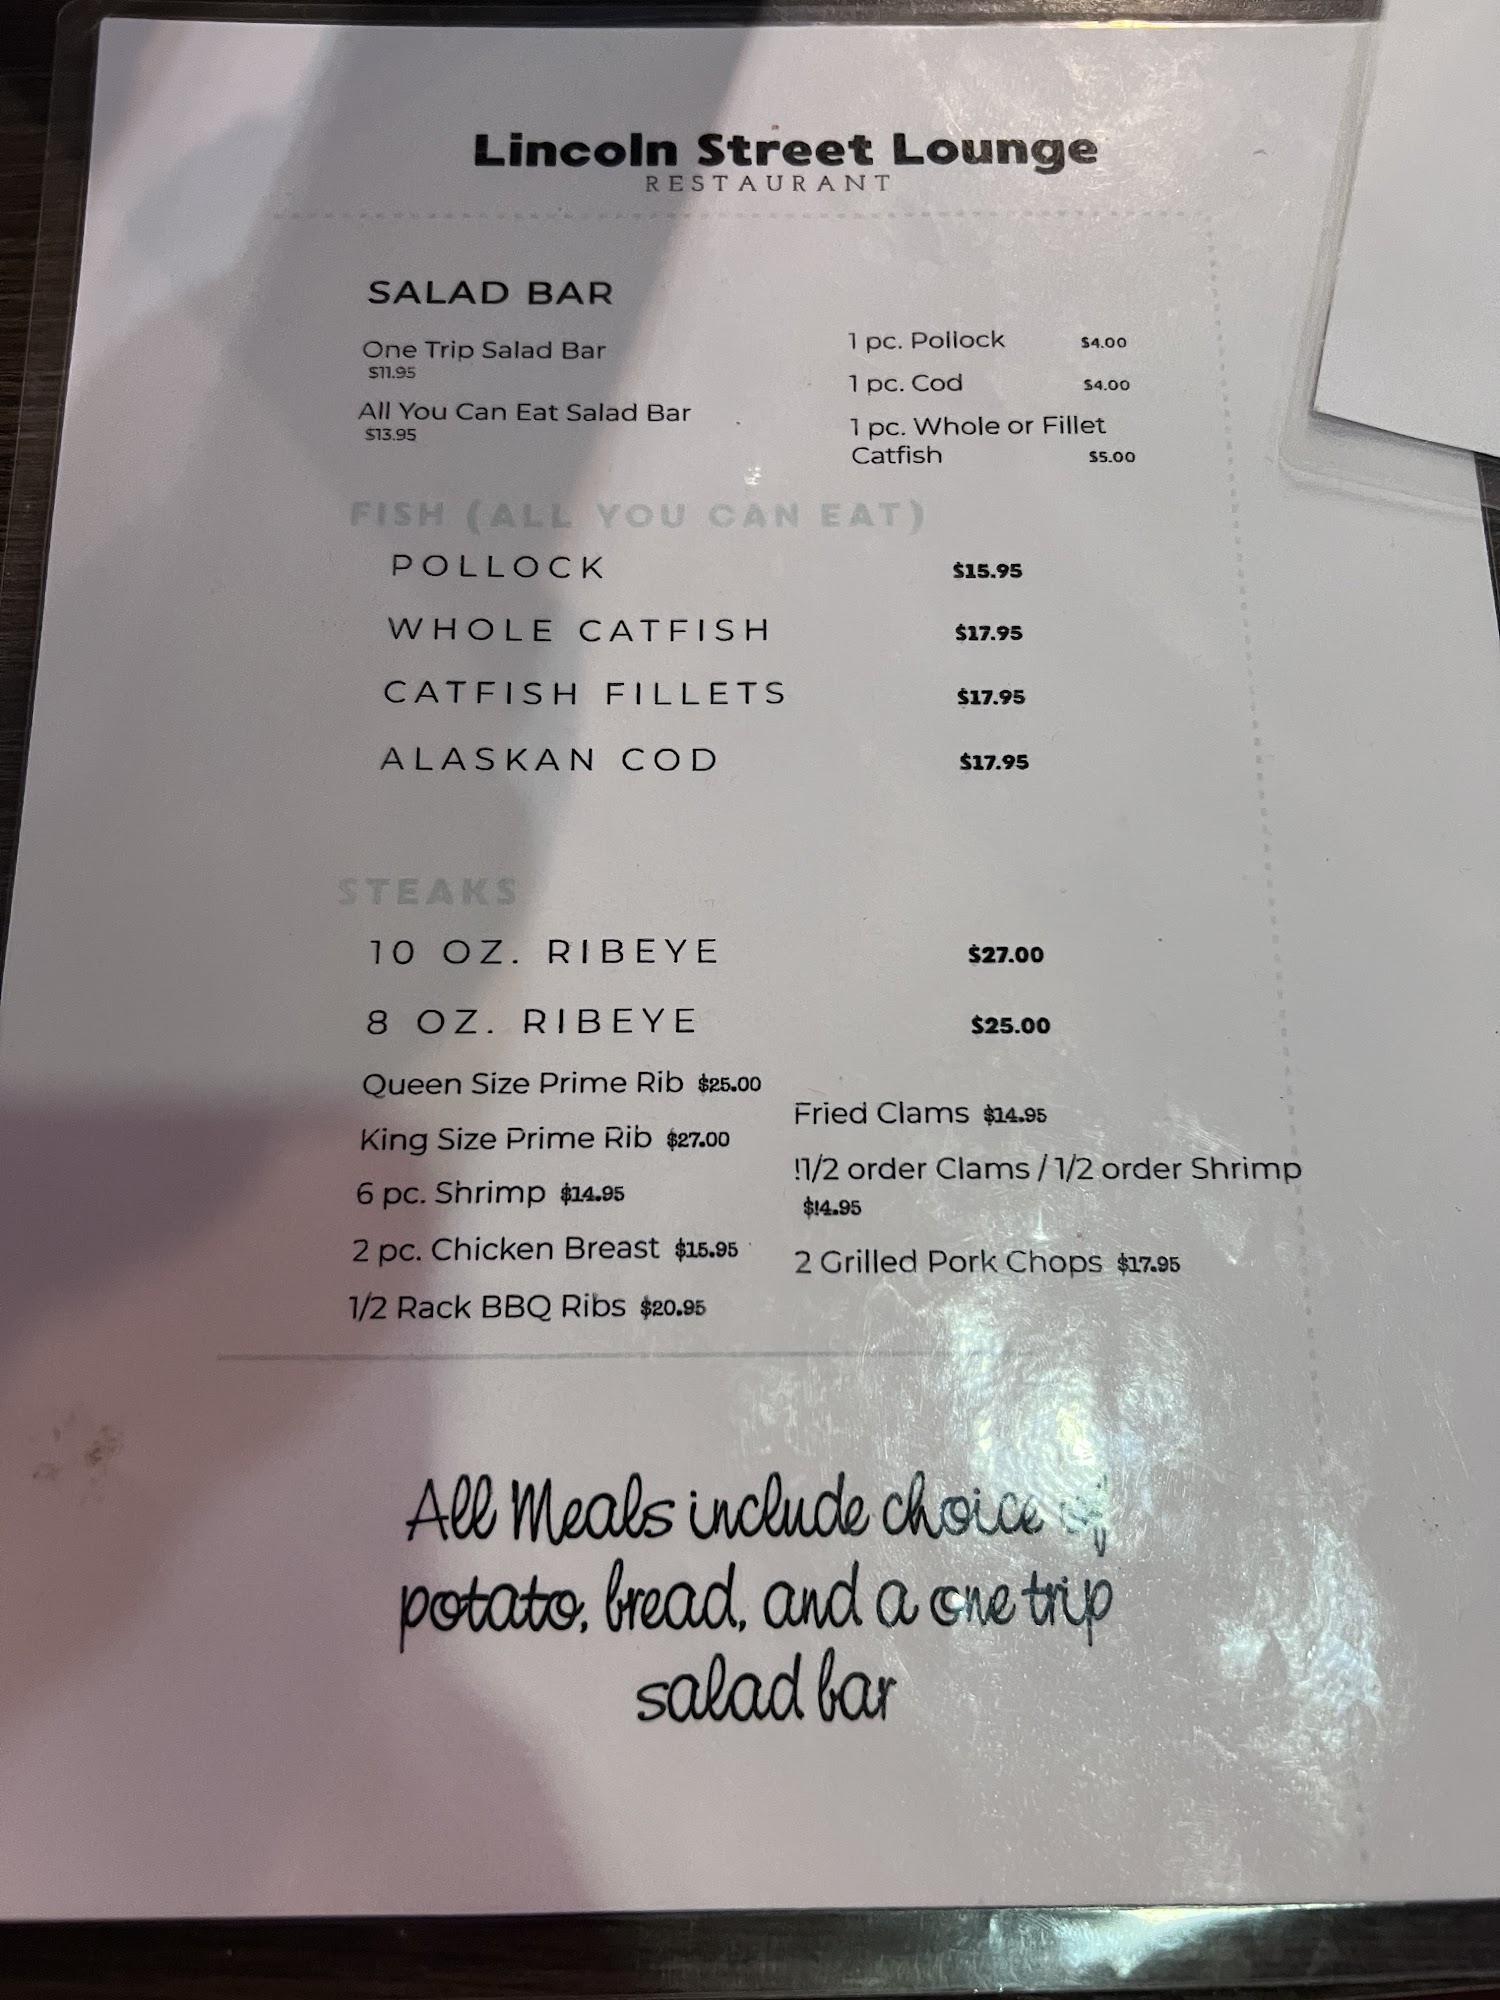 Lincoln Street Lounge
RESTAURANT
SALAD BAR
One Trip Salad Bar
$11.95
All You Can Eat Salad Bar
$13.95
1 pc. Pollock $4.00
1 pc. Cod $4.00
1 pc. Whole or Fillet
Catfish $5.00
FISH (ALL YOU CAN EAT)
POLLOCK $15.95
WHOLE CATFISH $17.95
CATFISH FILLETS $17.95
ALASKAN COD $17.95
STEAKS
10 OZ. RIBEYE $27.00
8 OZ. RIBEYE $25.00
Queen Size Prime Rib $25.00
King Size Prime Rib $27.00
6 pc. Shrimp $14.95
2 pc. Chicken Breast $15.95
1/2 Rack BBQ Ribs $20.95
Fried Clams $14.95
!1/2 order Clams / 1/2 order Shrimp
$!4.95
2 Grilled Pork Chops $17.95
All Meals include choice of
potato, bread, and a one trip
salad bar